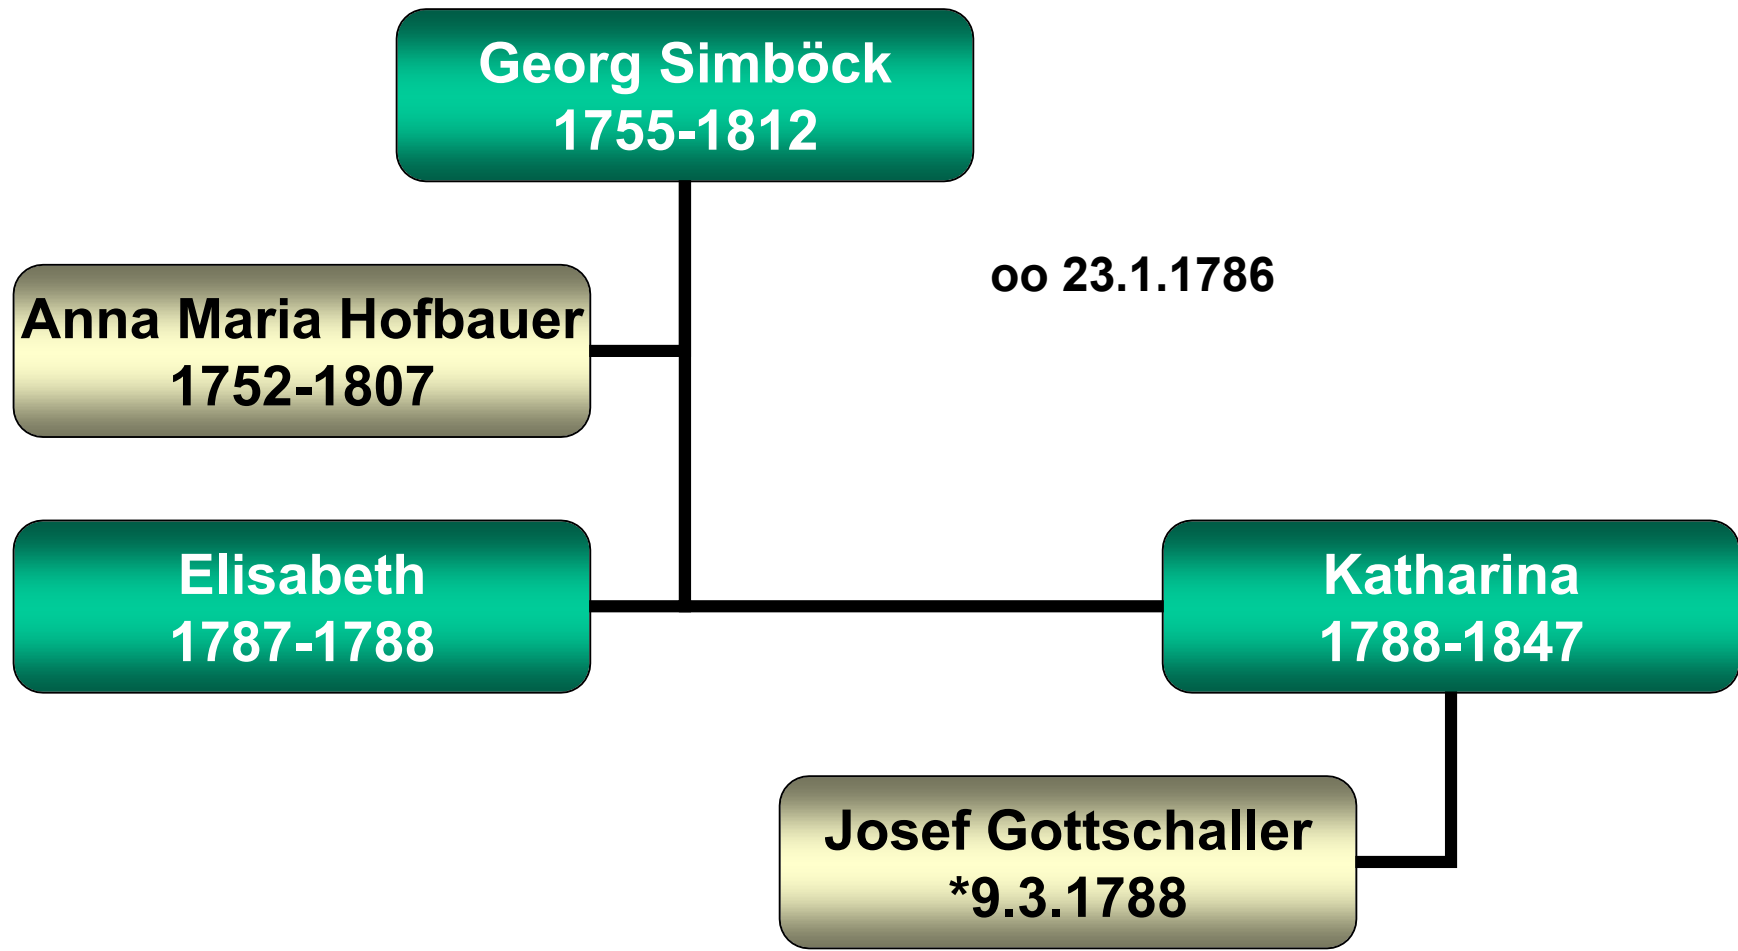 Georg Simböck
1755-1812
oo 23.1.1786
Anna Maria Hofbauer
1752-1807
Elisabeth
1787-1788
Katharina
1788-1847
Josef Gottschaller
*9.3.1788